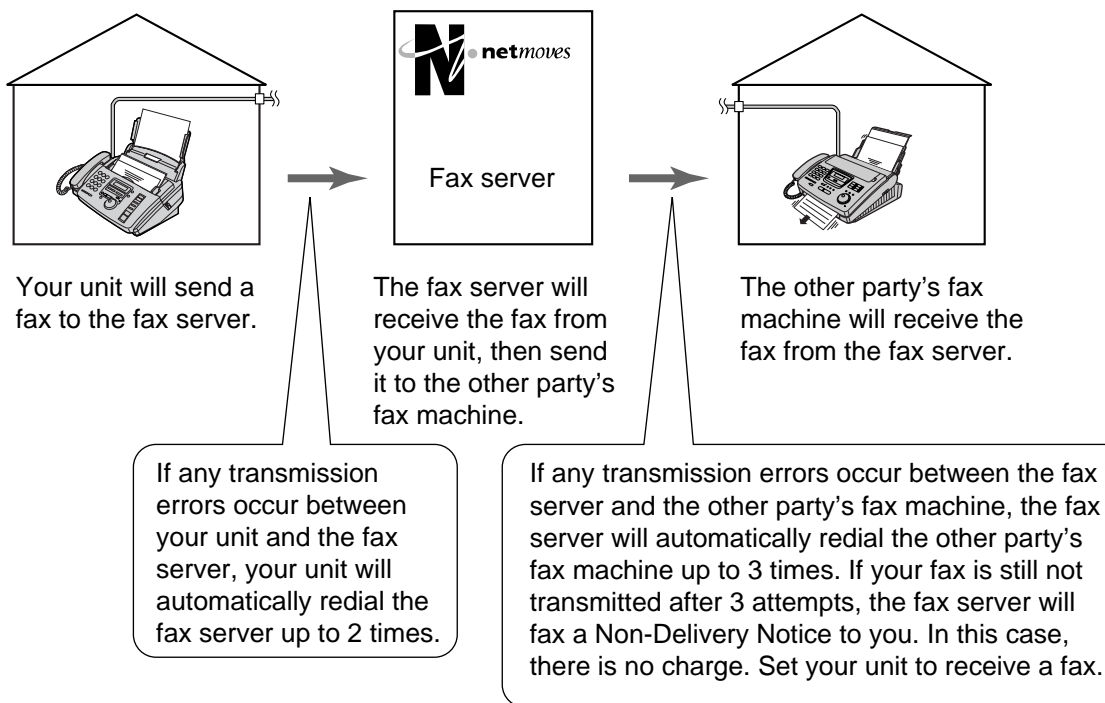 netmoves
Fax server
Your unit will send a
fax to the fax server.
The fax server will
receive the fax from
your unit, then send
it to the other party’s
fax machine.
The other party’s fax
machine will receive the
fax from the fax server.
If any transmission
errors occur between
your unit and the fax
server, your unit will
automatically redial the
fax server up to 2 times.
If any transmission errors occur between the fax
server and the other party’s fax machine, the fax
server will automatically redial the other party’s
fax machine up to 3 times. If your fax is still not
transmitted after 3 attempts, the fax server will
fax a Non-Delivery Notice to you. In this case,
there is no charge. Set your unit to receive a fax.